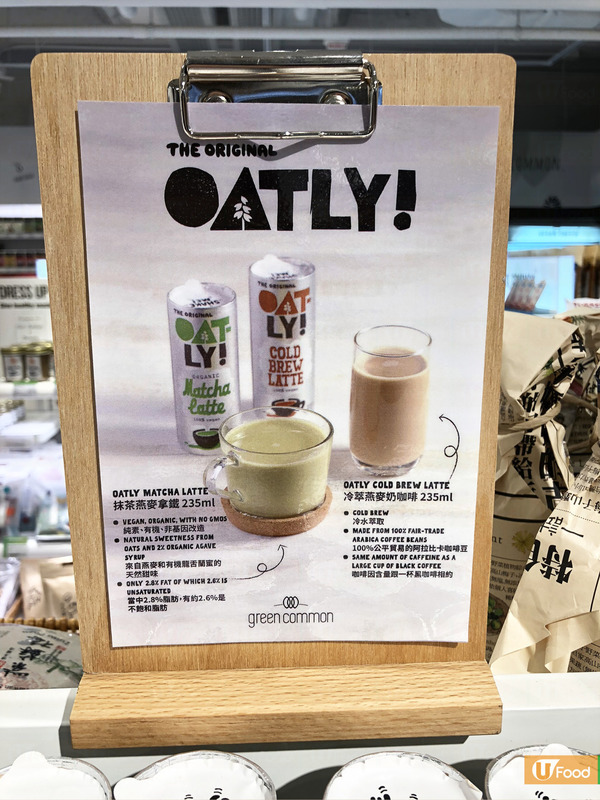 THE ORIGINAL
OATLY!
THE ORIGINAL
OAT-
LY!
ORGANIC
Matcha
latte
THE ORIGINAL
OAT-
LY!
COLD
BREW
LATTE
OATLY MATCHA LATTE
抹茶燕麥拿鐵 235ml
VEGAN, ORGANIC, WITH NO GMOS
純素、有機、非基因改造
NATURAL SWEETNESS FROM
OATS AND 2% ORGANIC AGAVE
SYRUP
來自燕麥和有機龍舌蘭蜜的
天然甜味
ONLY 2.8% FAT OF WHICH 2.6% IS
UNSATURATED
當中2.8%脂肪，有約2.6%是
不飽和脂肪
OATLY COLD BREW LATTE
冷萃燕麥奶咖啡 235ml
COLD BREW
冷水萃取
MADE FROM 100% FAIR-TRADE
ARABICA COFFEE BEANS
100%公平貿易的阿拉比卡咖啡豆
SAME AMOUNT OF CAFFEINE AS A
LARGE CUP OF BLACK COFFEE
咖啡因含量跟一杯黑咖啡相約
green common
DRESS UP
U Food